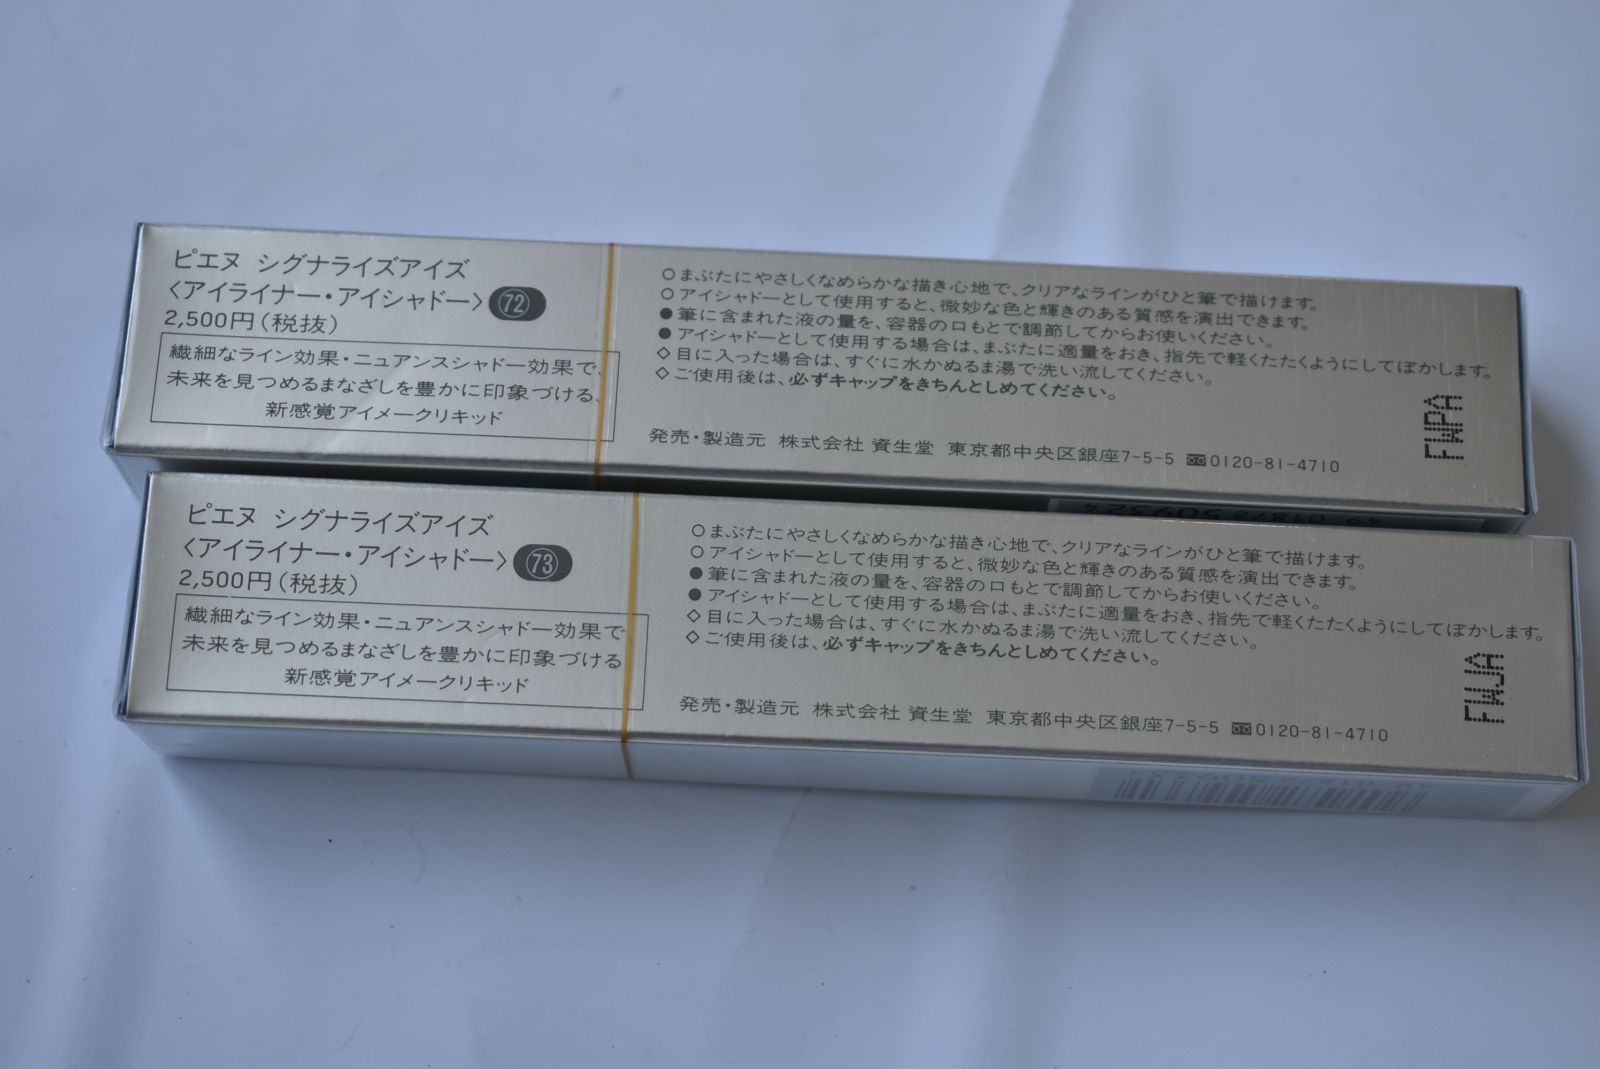 ピエヌ シグナライズアイズ
〈アイライナー・アイシャドー〉 72
2,500円(税抜)
繊細なライン効果・ニュアンスシャドー効果で、
未来を見つめるまなざしを豊かに印象づける、
新感覚アイメークリキッド
○まぶたにやさしくなめらかな描き心地で、クリアなラインがひと筆で描けます。
○アイシャドーとして使用すると、微妙な色と輝きのある質感を演出できます。
●筆に含まれた液の量を、容器の口もとで調節してからお使いください。
●アイシャドーとして使用する場合は、まぶたに適量をおき、指先で軽くたたくようにしてぼかします。
◇目に入った場合は、すぐに水かぬるま湯で洗い流してください。
◇ご使用後は、必ずキャップをきちんとしめてください。
発売・製造元 株式会社 資生堂 東京都中央区銀座7-5-5 0120-81-4710
FWPA
ピエヌ シグナライズアイズ
〈アイライナー・アイシャドー〉 73
2,500円(税抜)
繊細なライン効果・ニュアンスシャドー効果で
未来を見つめるまなざしを豊かに印象づける
新感覚アイメークリキッド
○まぶたにやさしくなめらかな描き心地で、クリアなラインがひと筆で描けます。
○アイシャドーとして使用すると、微妙な色と輝きのある質感を演出できます。
●筆に含まれた液の量を、容器の口もとで調節してからお使いください。
●アイシャドーとして使用する場合は、まぶたに適量をおき、指先で軽くたたくようにしてぼかします。
◇目に入った場合は、すぐに水かぬるま湯で洗い流してください。
◇ご使用後は、必ずキャップをきちんとしめてください。
発売・製造元 株式会社 資生堂 東京都中央区銀座7-5-5 0120-81-4710
FWJA